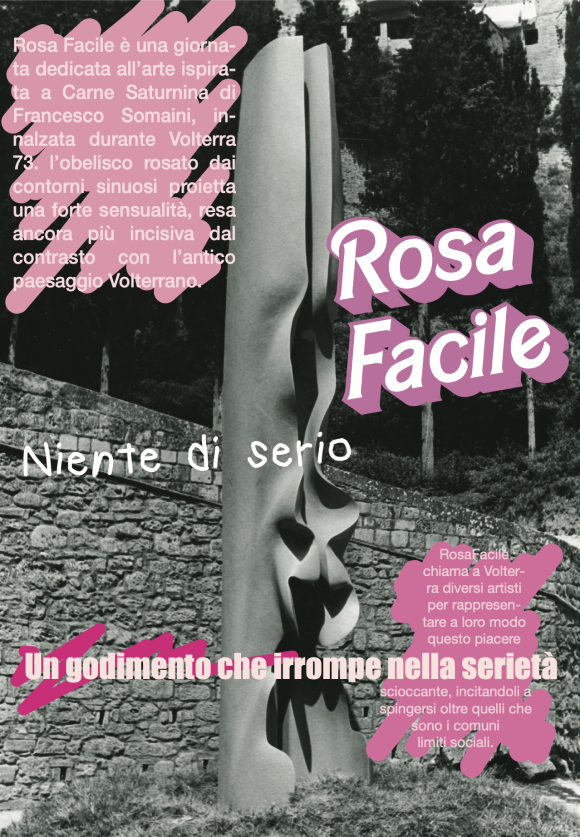 Rosa Facile è una giorna-
ta dedicata all'arte ispira-
ta a Carne Saturnina di
Francesco Somaini, in-
nalzata durante Volterra
73. l'obelisco rosato dai
contorni sinuosi proietta
una forte sensualità, resa
ancora più incisiva dal
contrasto con l'antico
paesaggio Volterrano.
Rosa
Facile
Niente di serio
RosaFacile
chiama a Volter-
ra diversi artisti
per rappresen-
tare a loro modo
questo piacere
Un godimento che irrompe nella serietà
scioccante, incitandoli a
spingersi oltre quelli che
sono i comuni
limiti sociali.